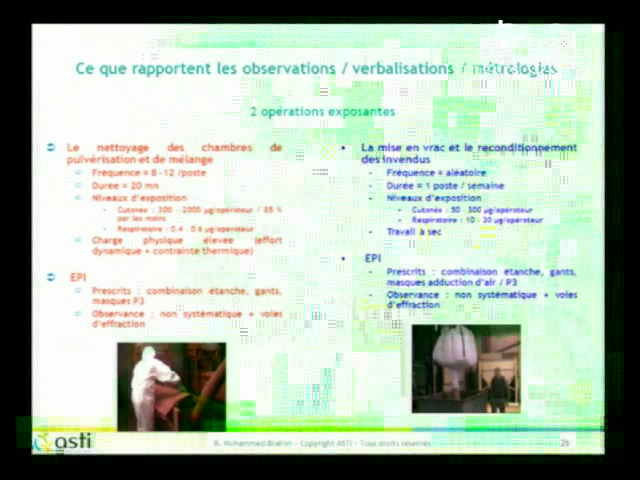 Ce que rapportent les observations / verbalisations / métrologies
2 opérations exposantes
Le nettoyage des chambres de
pulvérisation et de mélange
Fréquence = 8 -12 /poste
Durée = 20 mn
Niveaux d'exposition
Cutanée : 300 - 2000 µg/opérateur / 85 %
par les mains
Respiratoire : 0.4 - 0.6 µg/opérateur
Charge physique élevée (effort
dynamique + contrainte thermique)
EPI
Prescrits : combinaison étanche, gants,
masques P3
Observance : non systématique + voies
d'effraction
La mise en vrac et le reconditionnement
des invendus
Fréquence = aléatoire
Durée = 1 poste / semaine
Niveaux d'exposition
Cutanée : 50 - 300 µg/opérateur
Respiratoire : 10 - 30 µg/opérateur
Travail à sec
EPI
Prescrits : combinaison étanche, gants,
masques adduction d'air / P3
Observance : non systématique + voies
d'effraction
asti
B. Mohammed-Brahim - Copyright ASTI - Tous droits réservés
26